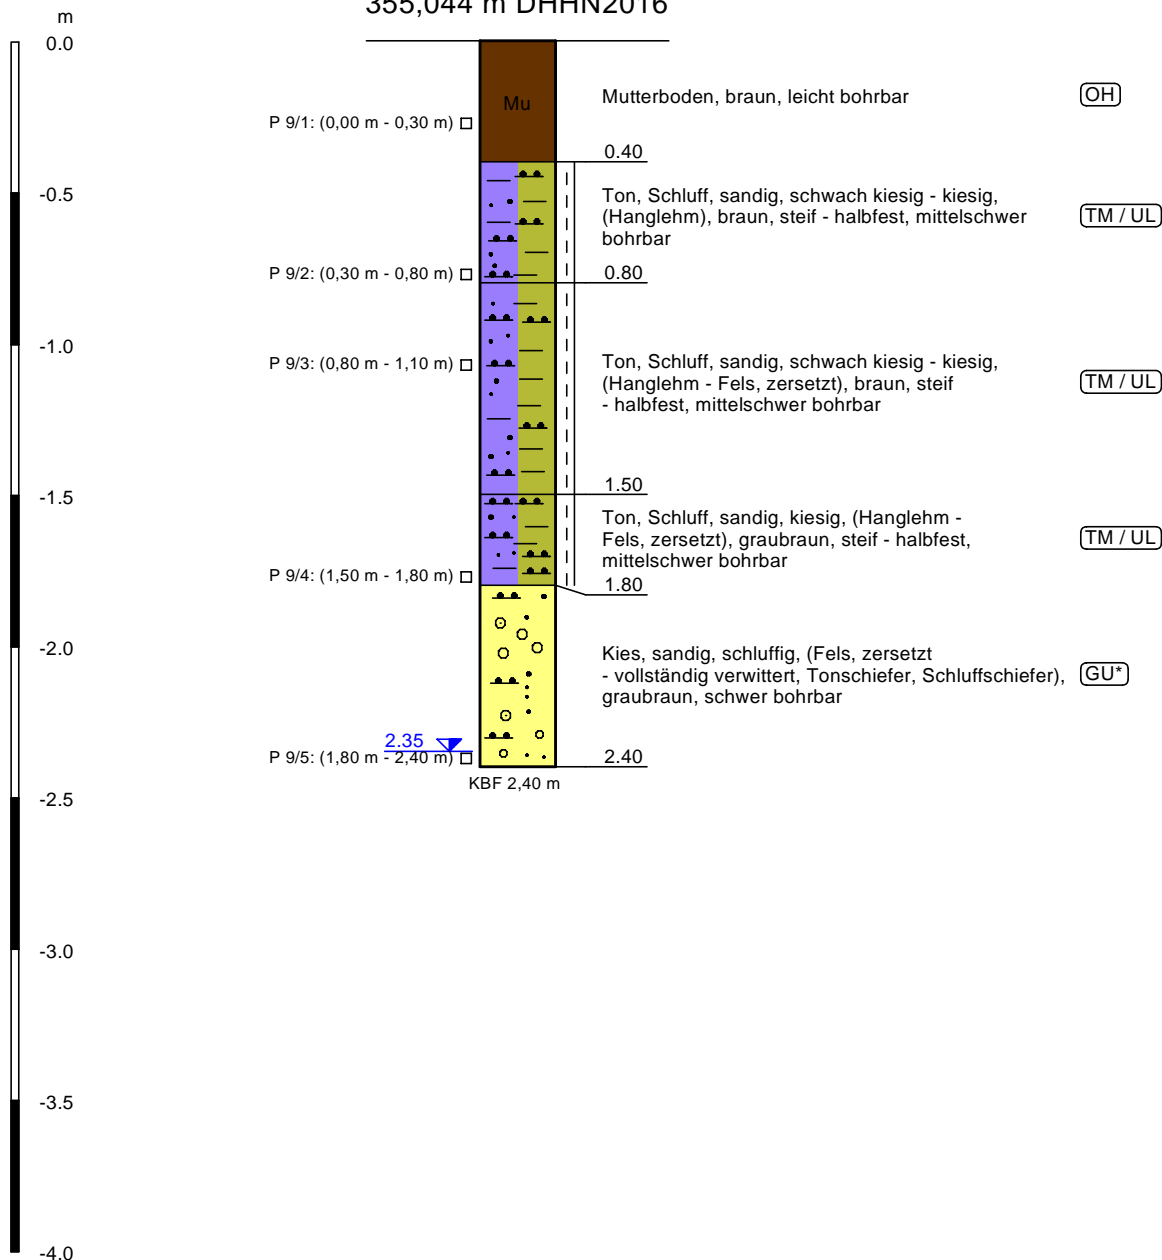 355,044 m DHHN2016
m
0.0
Mu
Mutterboden, braun, leicht bohrbar
OH
P 9/1: (0,00 m - 0,30 m)
0.40
-0.5
Ton, Schluff, sandig, schwach kiesig - kiesig,
(Hanglehm), braun, steif - halbfest, mittelschwer
bohrbar
TM / UL
P 9/2: (0,30 m - 0,80 m)
0.80
-1.0
P 9/3: (0,80 m - 1,10 m)
Ton, Schluff, sandig, schwach kiesig - kiesig,
(Hanglehm - Fels, zersetzt), braun, steif
- halbfest, mittelschwer bohrbar
TM / UL
1.50
-1.5
Ton, Schluff, sandig, kiesig, (Hanglehm -
Fels, zersetzt), graubraun, steif - halbfest,
mittelschwer bohrbar
TM / UL
P 9/4: (1,50 m - 1,80 m)
1.80
-2.0
Kies, sandig, schluffig, (Fels, zersetzt
- vollständig verwittert, Tonschiefer, Schluffschiefer),
graubraun, schwer bohrbar
GU*
2.35
P 9/5: (1,80 m - 2,40 m)
2.40
KBF 2,40 m
-2.5
-3.0
-3.5
-4.0